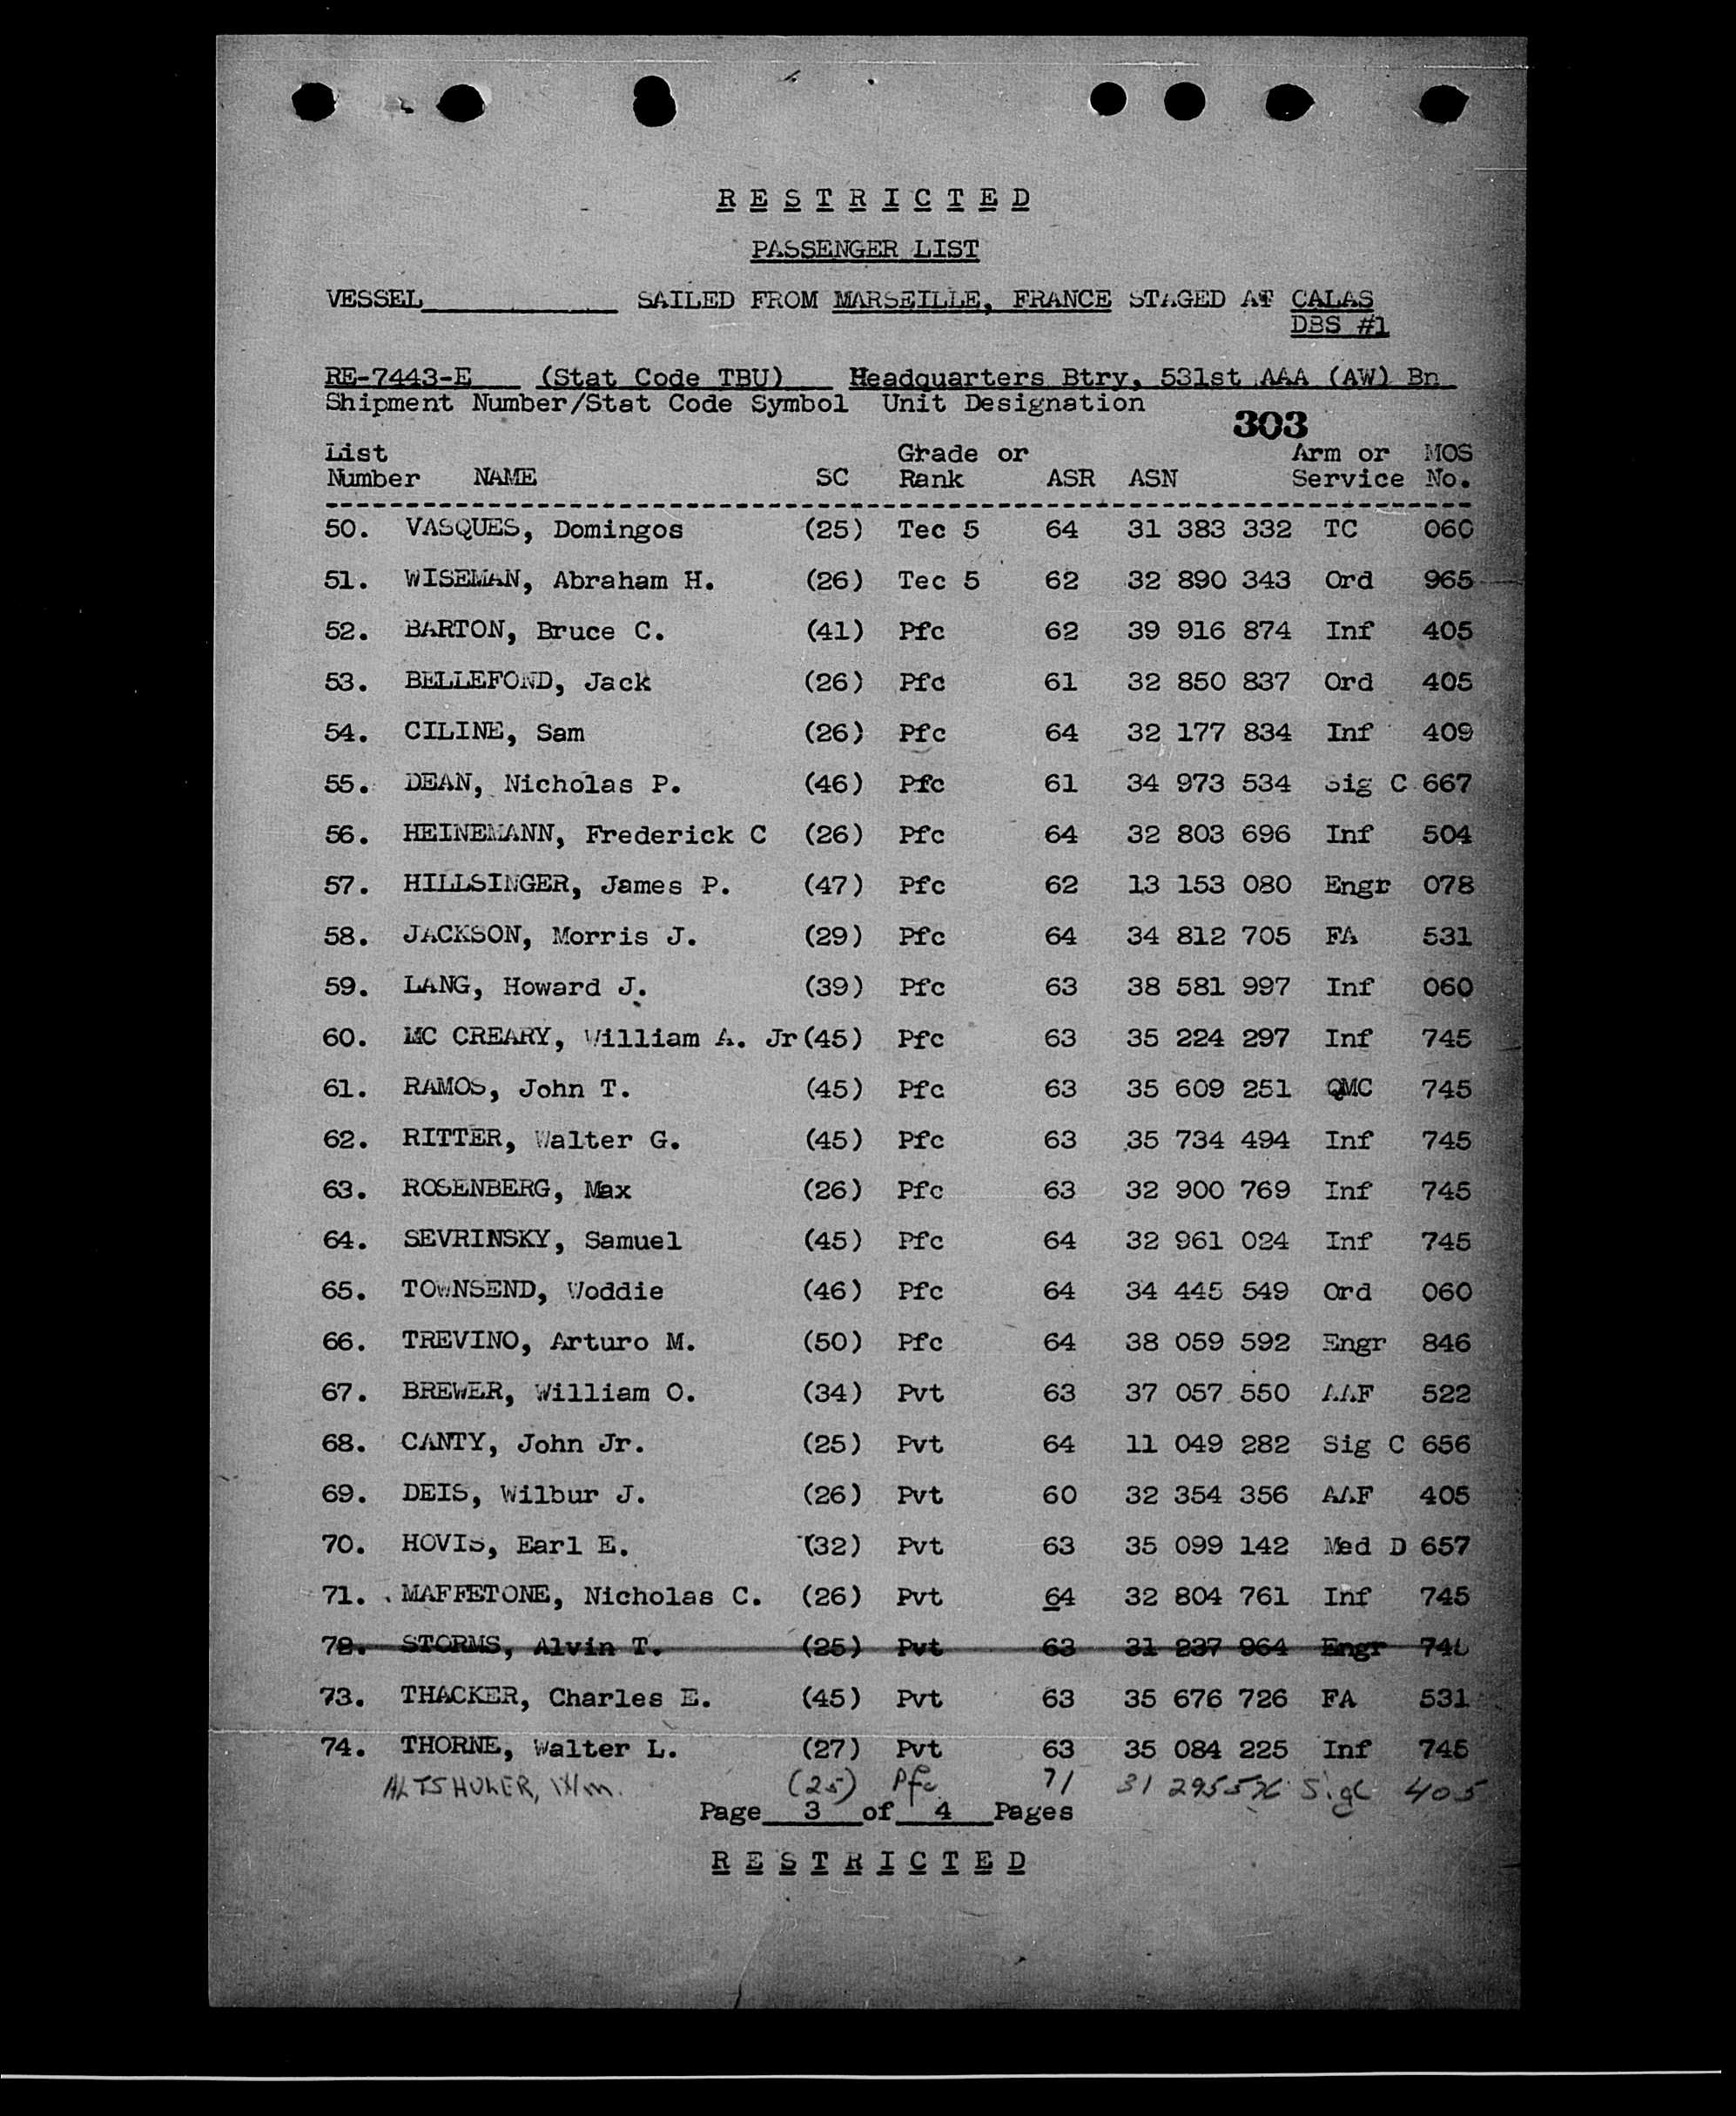 RESTRICTED
PASSENGER LIST
VESSEL____________ SAILED FROM MARSEILLE, FRANCE STAGED AT CALAS
DBS #1
RE-7443-E (Stat Code TBU) Headquarters Btry, 531st AAA (AW) Bn
Shipment Number/Stat Code Symbol Unit Designation
303
List Grade or Arm or MOS
Number NAME SC Rank ASR ASN Service No.
50. VASQUES, Domingos (25) Tec 5 64 31 383 332 TC 060
51. WISEMAN, Abraham H. (26) Tec 5 62 32 890 343 Ord 965
52. BARTON, Bruce C. (41) Pfc 62 39 916 874 Inf 405
53. BELLEFOND, Jack (26) Pfc 61 32 850 837 Ord 405
54. CILINE, Sam (26) Pfc 64 32 177 834 Inf 409
55. DEAN, Nicholas P. (46) Pfc 61 34 973 534 Sig C 667
56. HEINEMANN, Frederick C (26) Pfc 64 32 803 696 Inf 504
57. HILLSINGER, James P. (47) Pfc 62 13 153 080 Engr 078
58. JACKSON, Morris J. (29) Pfc 64 34 812 705 FA 531
59. LANG, Howard J. (39) Pfc 63 38 581 997 Inf 060
60. MC CREARY, William A. Jr (45) Pfc 63 35 224 297 Inf 745
61. RAMOS, John T. (45) Pfc 63 35 609 251 QMC 745
62. RITTER, Walter G. (45) Pfc 63 35 734 494 Inf 745
63. ROSENBERG, Max (26) Pfc 63 32 900 769 Inf 745
64. SEVRINSKY, Samuel (45) Pfc 64 32 961 024 Inf 745
65. TOWNSEND, Woddie (46) Pfc 64 34 445 549 Ord 060
66. TREVINO, Arturo M. (50) Pfc 64 38 059 592 Engr 846
67. BREWER, William O. (34) Pvt 63 37 057 550 AAF 522
68. CANTY, John Jr. (25) Pvt 64 11 049 282 Sig C 656
69. DEIS, Wilbur J. (26) Pvt 60 32 354 356 AAF 405
70. HOVIS, Earl E. (32) Pvt 63 35 099 142 Med D 657
71. MAFFETONE, Nicholas C. (26) Pvt 64 32 804 761 Inf 745
72. STORMS, Alvin T. (25) Pvt 63 31 237 964 Engr
73. THACKER, Charles E. (45) Pvt 63 35 676 726 FA 531
74. THORNE, Walter L. (27) Pvt 63 35 084 225 Inf 745
ALTSHULER, Wm. (25) Pfc 71 31 Sig C 405
Page 3 of 4 Pages
RESTRICTED